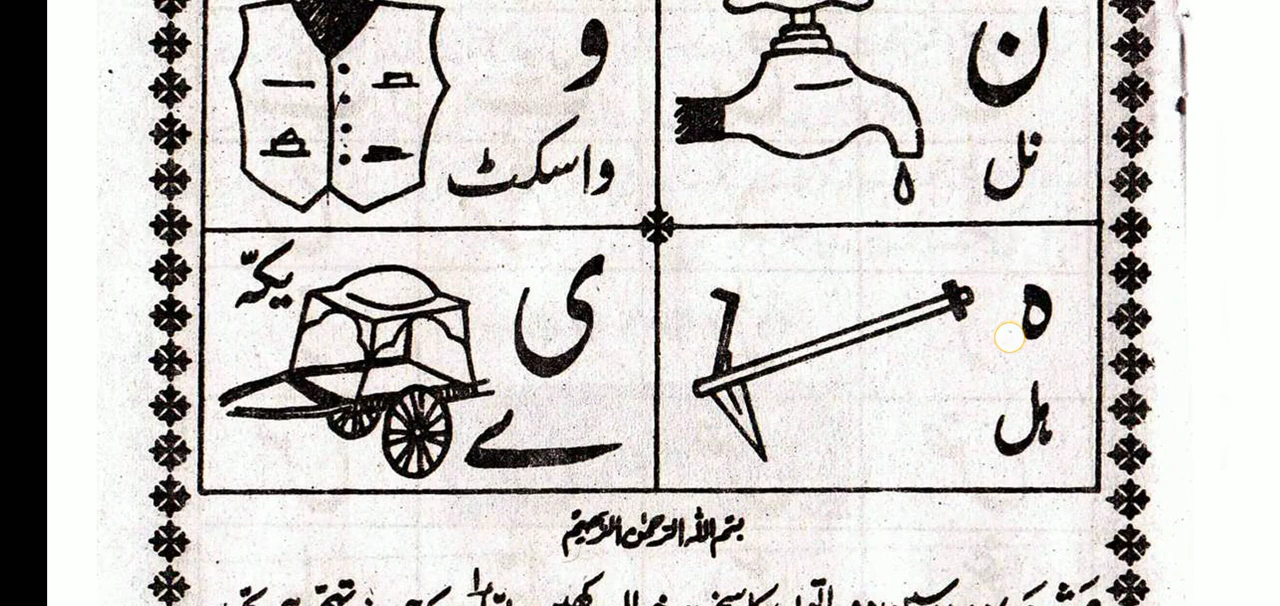 ن
نل
و
واسکٹ
ہ
ہل
ی
ے
یکہّ
بسم اللہ الرحمٰن الرحیم